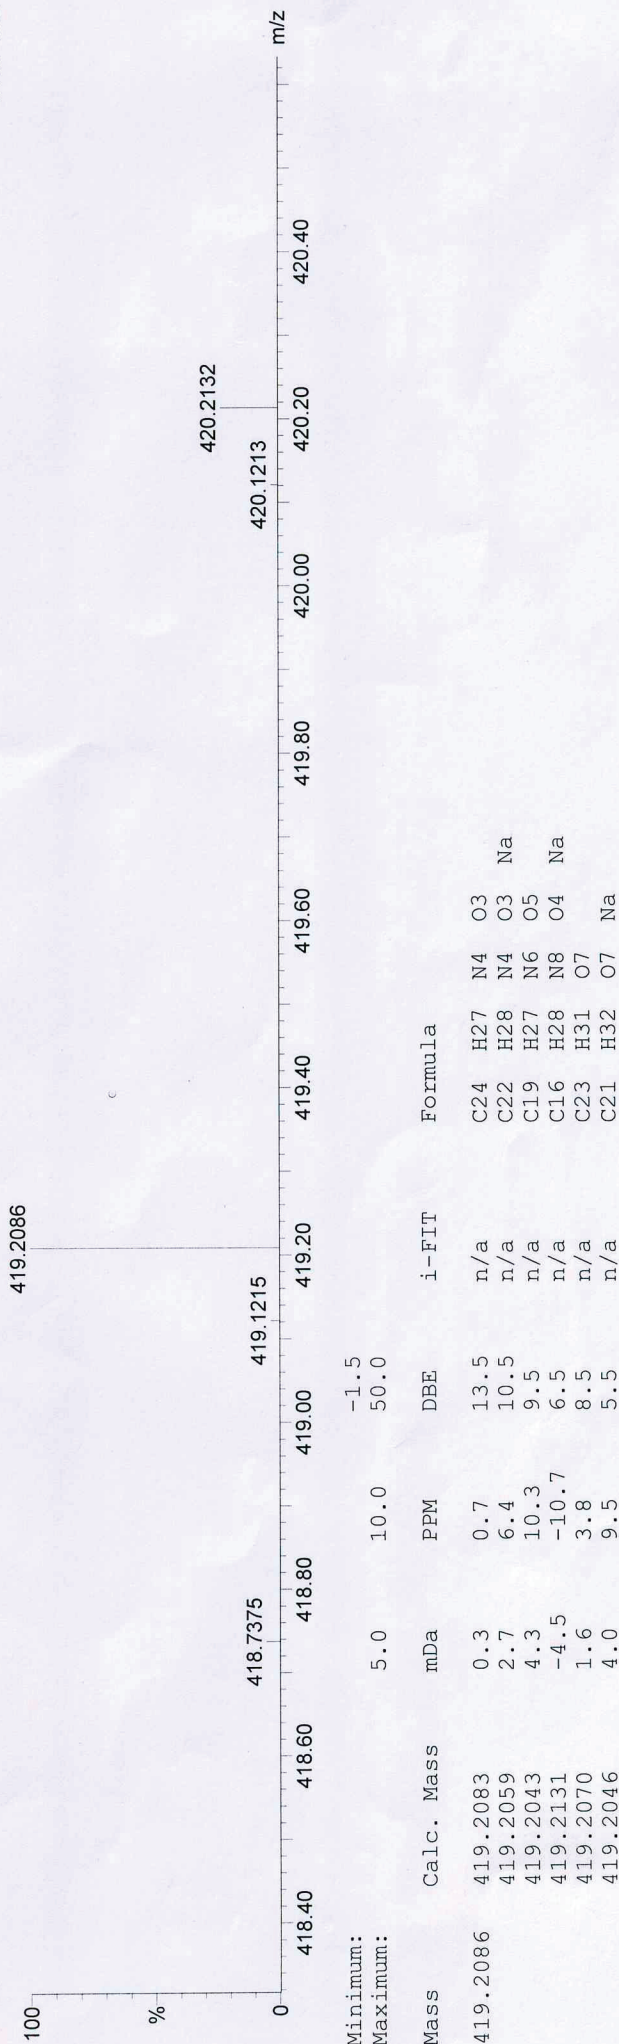 100
419.2086
%
418.7375
419.1215
420.1213
420.2132
0
418.40 418.60 418.80 419.00 419.20 419.40 419.60 419.80 420.00 420.20 420.40 m/z
Minimum: -1.5
Maximum: 5.0 10.0 50.0
Mass Calc. Mass mDa PPM DBE i-FIT Formula
419.2086 419.2083 0.3 0.7 13.5 n/a C24 H27 N4 O3
419.2059 2.7 6.4 10.5 n/a C22 H28 N4 O3 Na
419.2043 4.3 10.3 9.5 n/a C19 H27 N6 O5
419.2131 -4.5 -10.7 6.5 n/a C16 H28 N8 O4 Na
419.2070 1.6 3.8 8.5 n/a C23 H31 O7
419.2046 4.0 9.5 5.5 n/a C21 H32 O7 Na